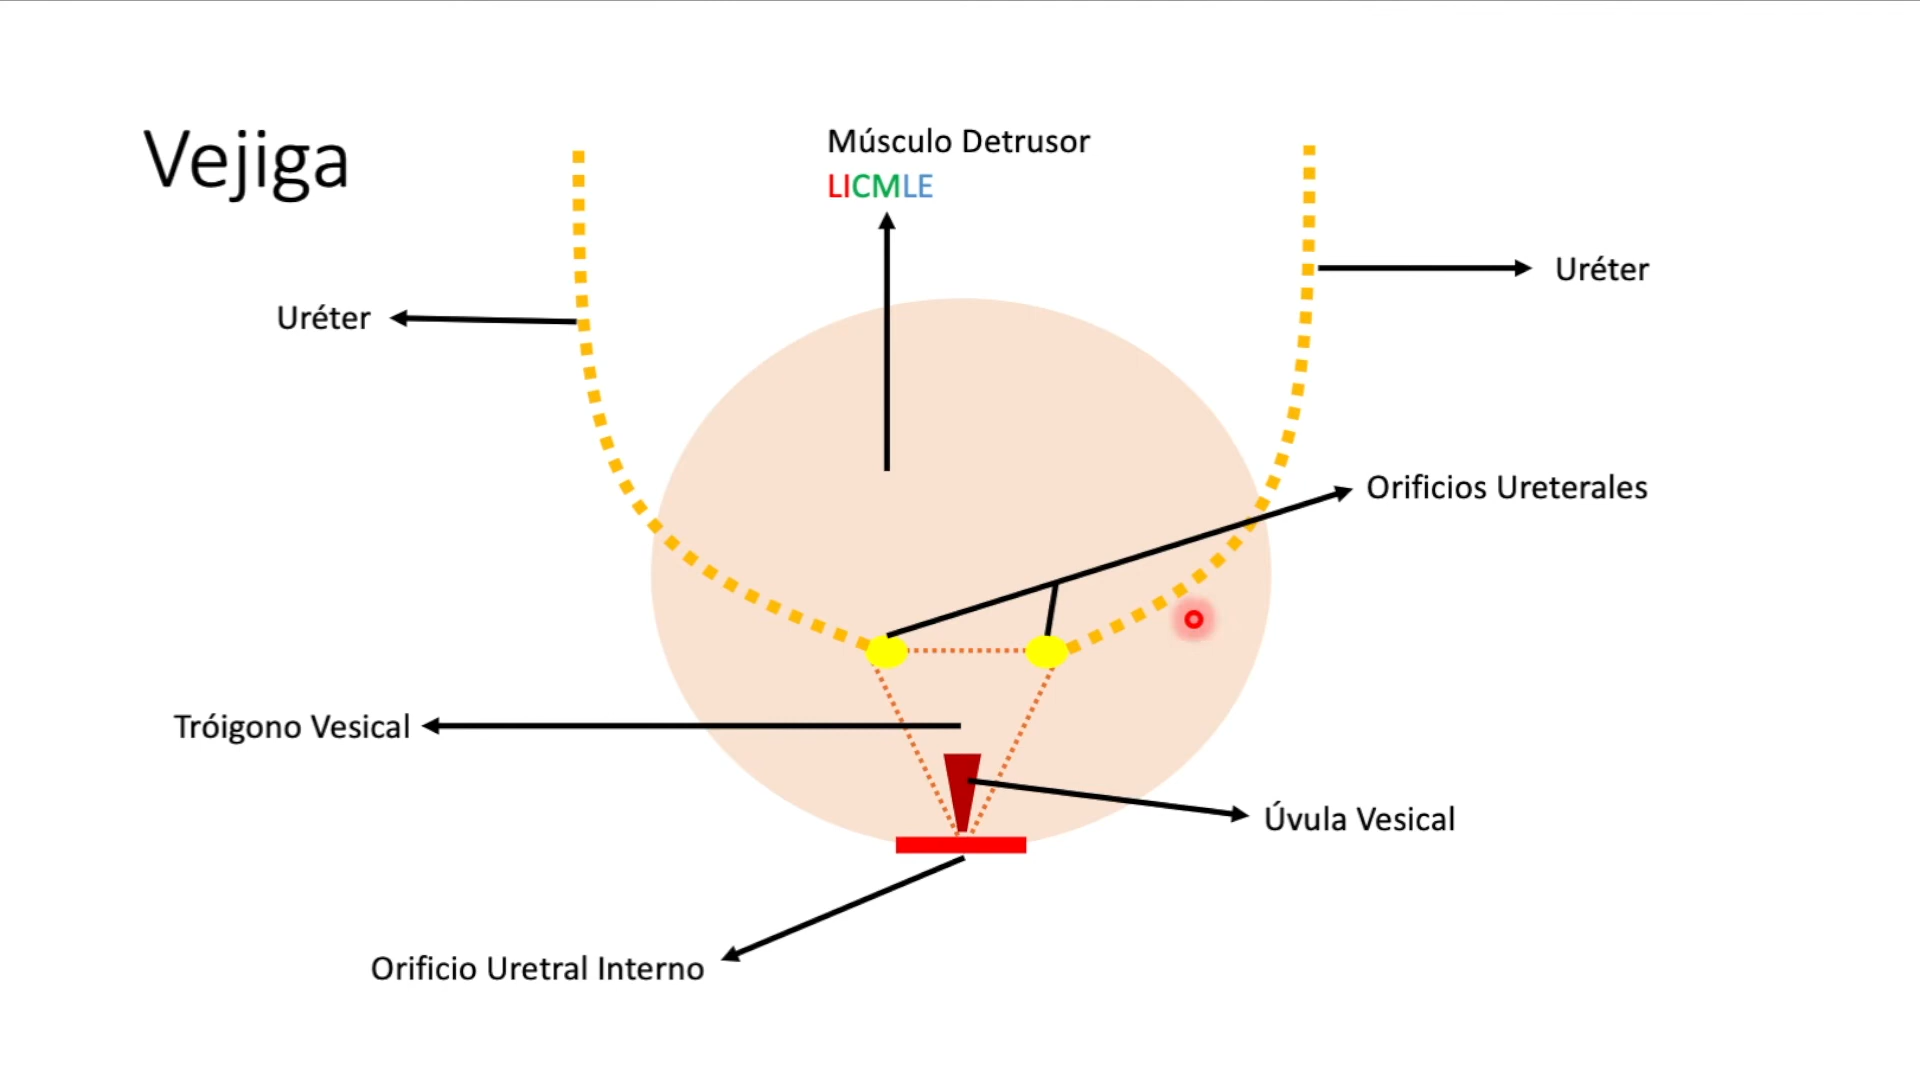 Vejiga
Músculo Detrusor
LICMLE
Uréter
Uréter
Orificios Ureterales
Tróigono Vesical
Úvula Vesical
Orificio Uretral Interno